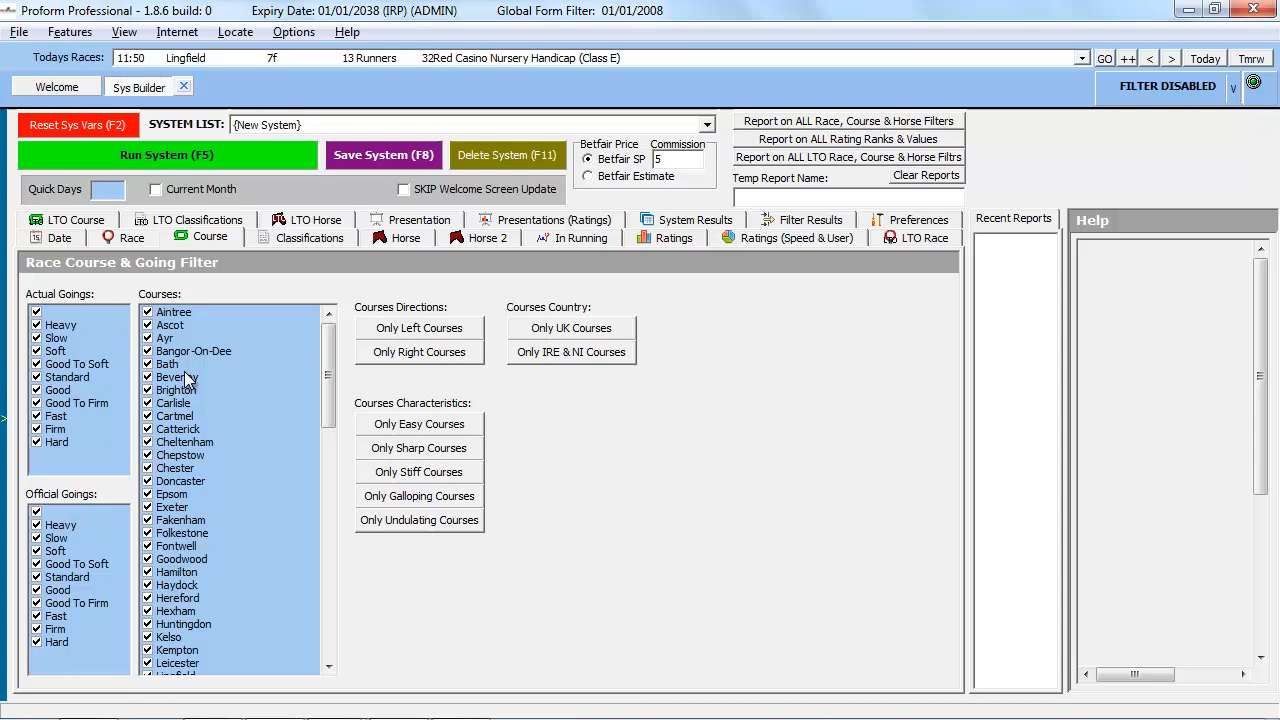 Proform Professional - 1.8.6 build: 0 Expiry Date: 01/01/2038 (IRP) (ADMIN) Global Form Filter: 01/01/2008
File Features View Internet Locate Options Help
Todays Races: 11:50 Lingfield 7f 13 Runners 32Red Casino Nursery Handicap (Class E) GO ++ < > Today Tmrw
Welcome Sys Builder X FILTER DISABLED V
Reset Sys Vars (F2) SYSTEM LIST: {New System}
Run System (F5) Save System (F8) Delete System (F11)
Betfair Price Commission
Betfair SP 5
Betfair Estimate
Report on ALL Race, Course & Horse Filters
Report on ALL Rating Ranks & Values
Report on ALL LTO Race, Course & Horse Filtrs
Temp Report Name: Clear Reports
Quick Days Current Month SKIP Welcome Screen Update
LTO Course LTO Classifications LTO Horse Presentation Presentations (Ratings) System Results Filter Results Preferences
Date Race Course Classifications Horse Horse 2 In Running Ratings Ratings (Speed & User) LTO Race
Recent Reports
Help
Race Course & Going Filter
Actual Goings:
Heavy
Slow
Soft
Good To Soft
Standard
Good
Good To Firm
Fast
Firm
Hard
Official Goings:
Heavy
Slow
Soft
Good To Soft
Standard
Good
Good To Firm
Fast
Firm
Hard
Courses:
Aintree
Ascot
Ayr
Bangor-On-Dee
Bath
Beverley
Brighton
Carlisle
Cartmel
Catterick
Cheltenham
Chepstow
Chester
Doncaster
Epsom
Exeter
Fakenham
Folkestone
Fontwell
Goodwood
Hamilton
Haydock
Hereford
Hexham
Huntingdon
Kelso
Kempton
Leicester
Lingfield
Courses Directions:
Only Left Courses
Only Right Courses
Courses Country:
Only UK Courses
Only IRE & NI Courses
Courses Characteristics:
Only Easy Courses
Only Sharp Courses
Only Stiff Courses
Only Galloping Courses
Only Undulating Courses